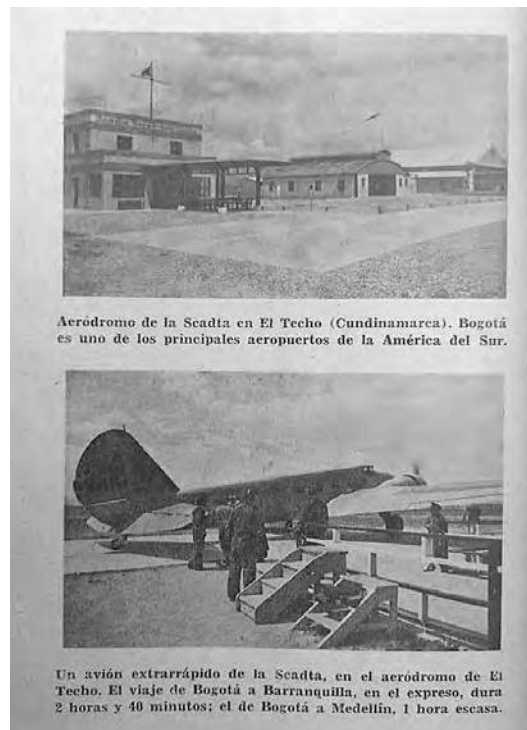 Aeródromo de la Scadta en El Techo (Cundinamarca). Bogotá
es uno de los principales aeropuertos de la América del Sur.
Un avión extrarrápido de la Scadta, en el aeródromo de El
Techo. El viaje de Bogotá a Barranquilla, en el expreso, dura
2 horas y 40 minutos; el de Bogotá a Medellín, 1 hora escasa.